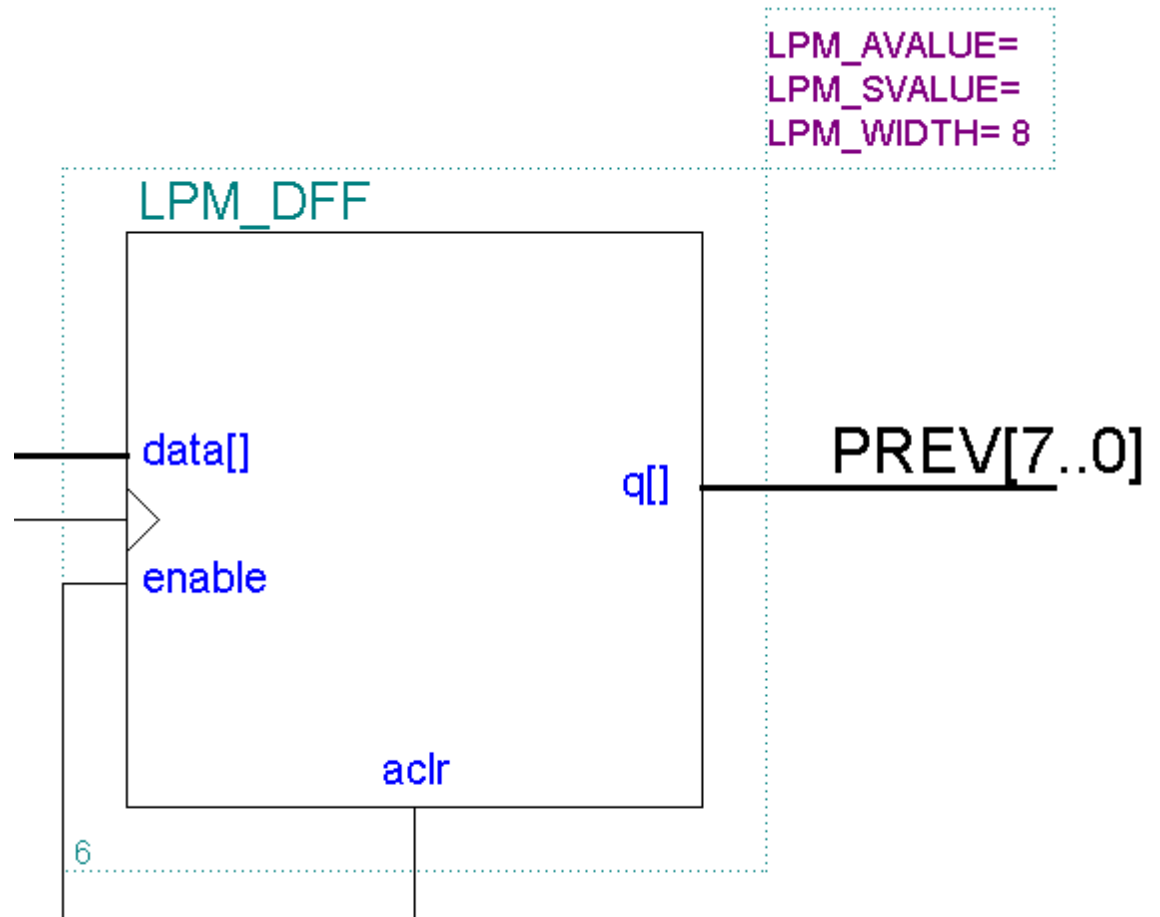 LPM_AVALUE=
LPM_SVALUE=
LPM_WIDTH= 8
LPM_DFF
data[]
PREV[7..0]
q[]
enable
aclr
6